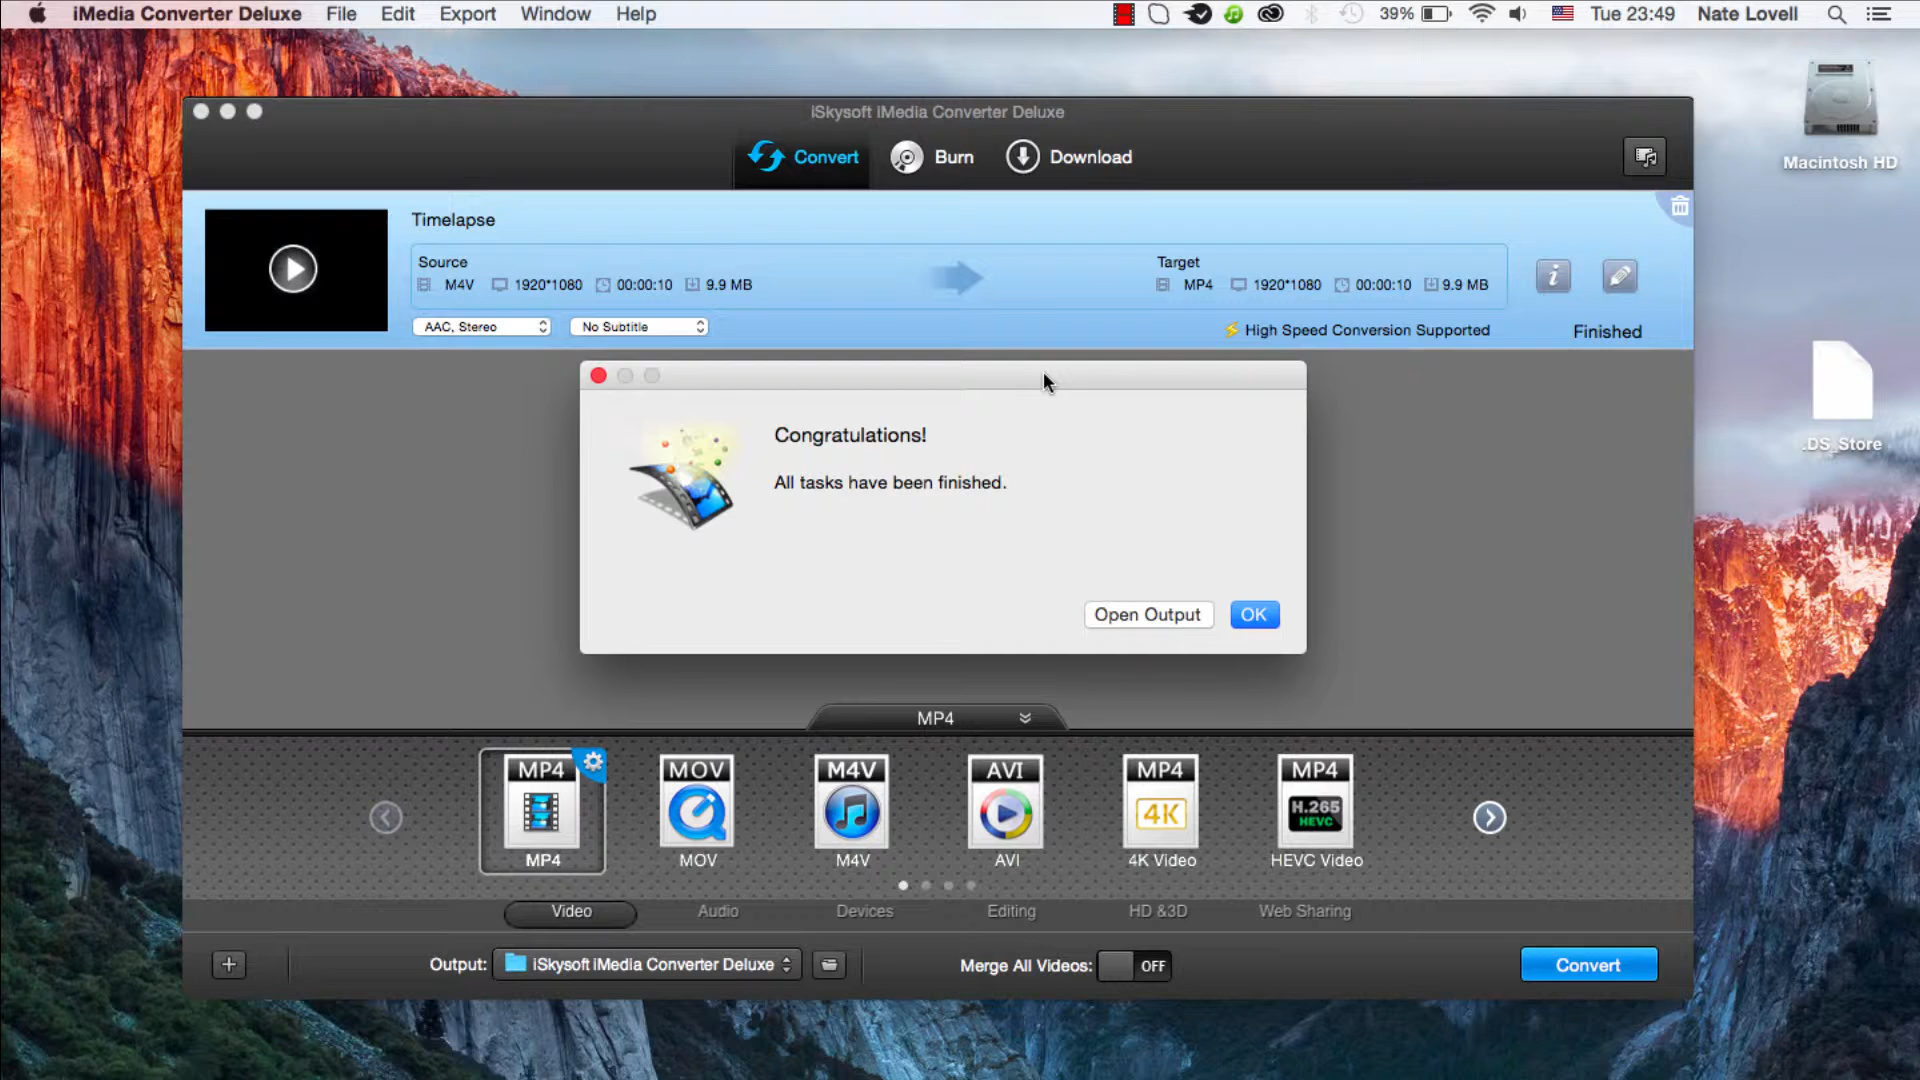 iMedia Converter Deluxe File Edit Export Window Help 39% Tue 23:49 Nate Lovell
iSkysoft iMedia Converter Deluxe
Convert Burn Download
Macintosh HD
Timelapse
Source
M4V 1920*1080 00:00:10 9.9 MB
Target
MP4 1920*1080 00:00:10 9.9 MB
AAC, Stereo No Subtitle
High Speed Conversion Supported
Finished
.DS_Store
Congratulations!
All tasks have been finished.
Open Output OK
MP4
MP4 MOV M4V AVI MP4 MP4
4K H.265 HEVC
MP4 MOV M4V AVI 4K Video HEVC Video
Video Audio Devices Editing HD &3D Web Sharing
Output: iSkysoft iMedia Converter Deluxe Merge All Videos: OFF Convert